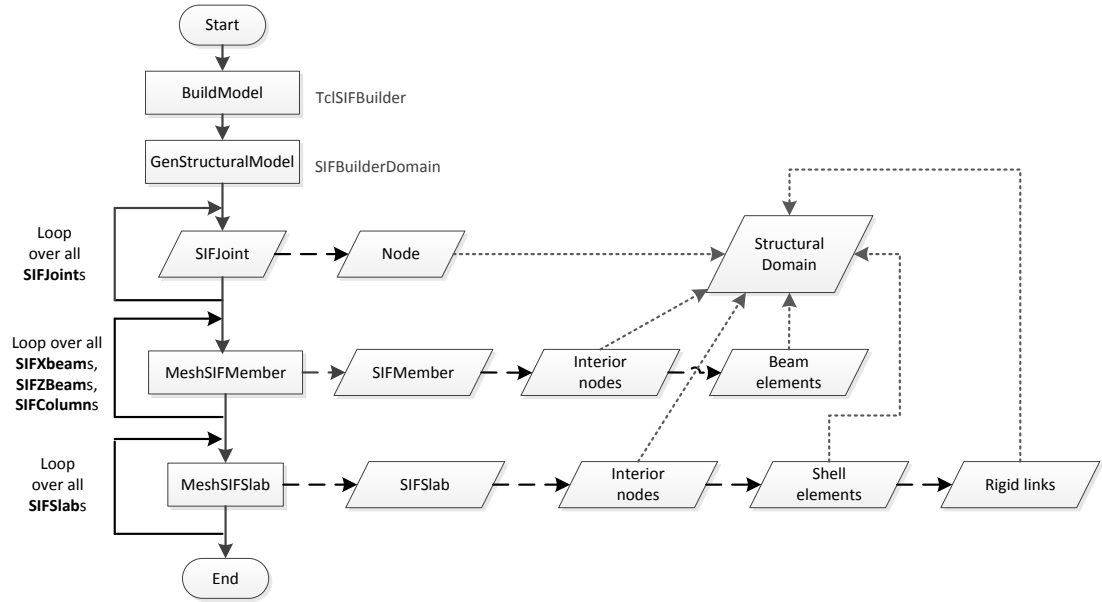 Start
BuildModel
TclSIFBuilder
GenStructuralModel
SIFBuilderDomain
Loop
over all
SIFJoints
SIFJoint
Node
Structural
Domain
Loop over all
SIFXbeams,
SIFZBeams,
SIFColumns
MeshSIFMember
SIFMember
Interior
nodes
Beam
elements
Loop
over all
SIFSlabs
MeshSIFSlab
SIFSlab
Interior
nodes
Shell
elements
Rigid links
End